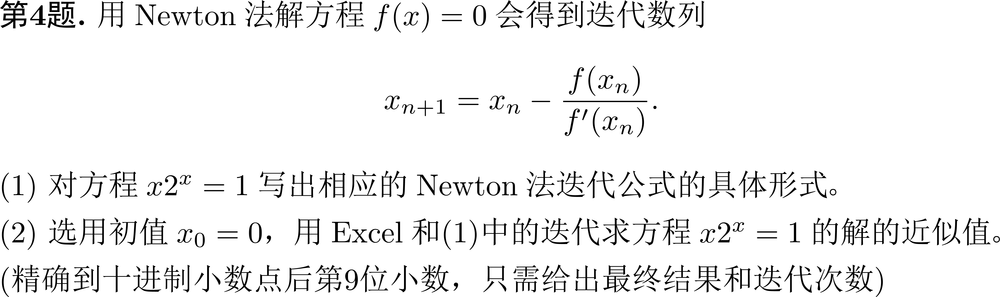 第4题. 用 Newton 法解方程 $f(x) = 0$ 会得到迭代数列
$x_{n+1} = x_n - \frac{f(x_n)}{f'(x_n)}.$
(1) 对方程 $x2^x = 1$ 写出相应的 Newton 法迭代公式的具体形式。
(2) 选用初值 $x_0 = 0$，用 Excel 和(1)中的迭代求方程 $x2^x = 1$ 的解的近似值。
(精确到十进制小数点后第9位小数，只需给出最终结果和迭代次数)